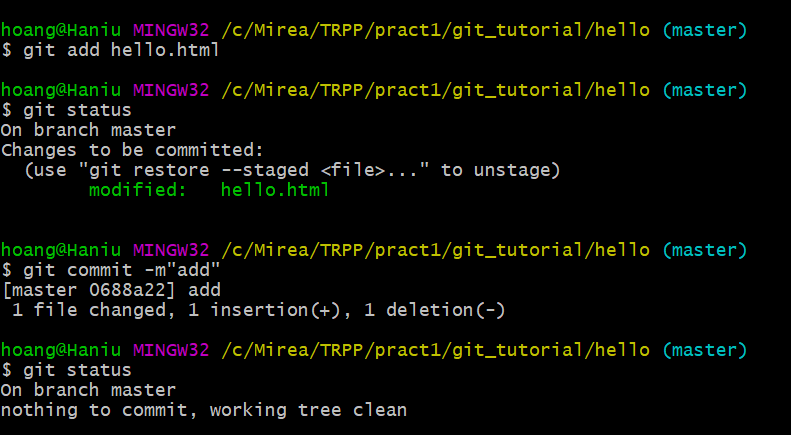 hoang@Haniu MINGW32 /c/Mirea/TRPP/pract1/git_tutorial/hello (master)
$ git add hello.html
hoang@Haniu MINGW32 /c/Mirea/TRPP/pract1/git_tutorial/hello (master)
$ git status
On branch master
Changes to be committed:
  (use "git restore --staged <file>..." to unstage)
        modified:   hello.html
hoang@Haniu MINGW32 /c/Mirea/TRPP/pract1/git_tutorial/hello (master)
$ git commit -m"add"
[master 0688a22] add
 1 file changed, 1 insertion(+), 1 deletion(-)
hoang@Haniu MINGW32 /c/Mirea/TRPP/pract1/git_tutorial/hello (master)
$ git status
On branch master
nothing to commit, working tree clean